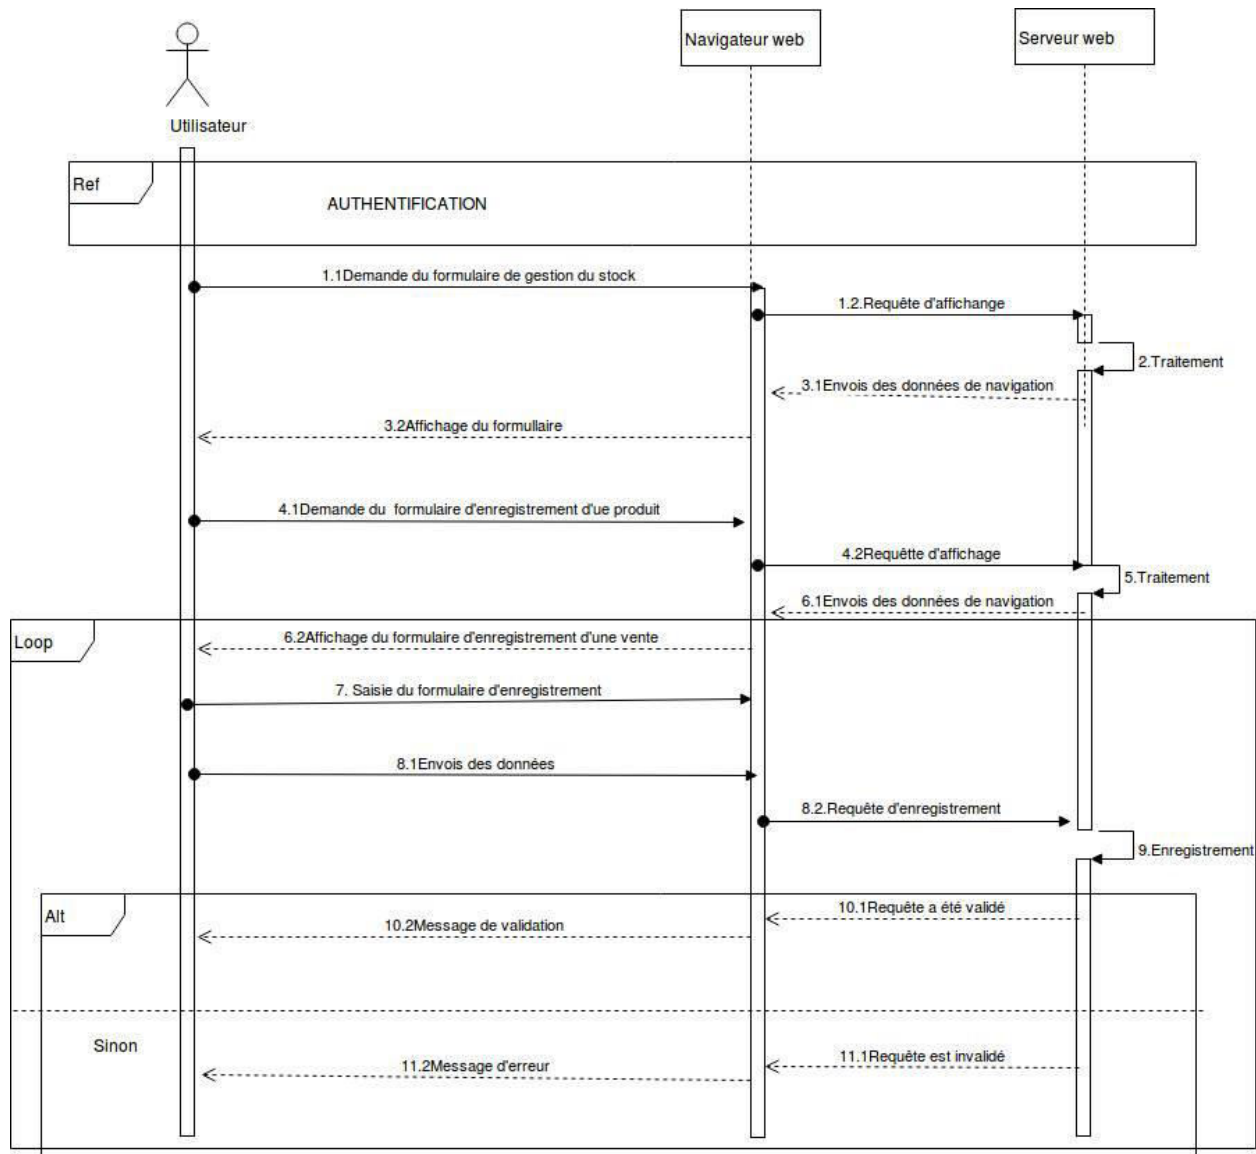 Navigateur web
Serveur web
Utilisateur
Ref
AUTHENTIFICATION
1.1Demande du formulaire de gestion du stock
1.2.Requête d'affichange
2.Traitement
3.1Envois des données de navigation
3.2Affichage du formullaire
4.1Demande du formulaire d'enregistrement d'ue produit
4.2Requêtte d'affichage
5.Traitement
6.1Envois des données de navigation
Loop
6.2Affichage du formulaire d'enregistrement d'une vente
7. Saisie du formulaire d'enregistrement
8.1Envois des données
8.2.Requête d'enregistrement
9.Enregistrement
Alt
10.1Requête a été validé
10.2Message de validation
Sinon
11.1Requête est invalidé
11.2Message d'erreur